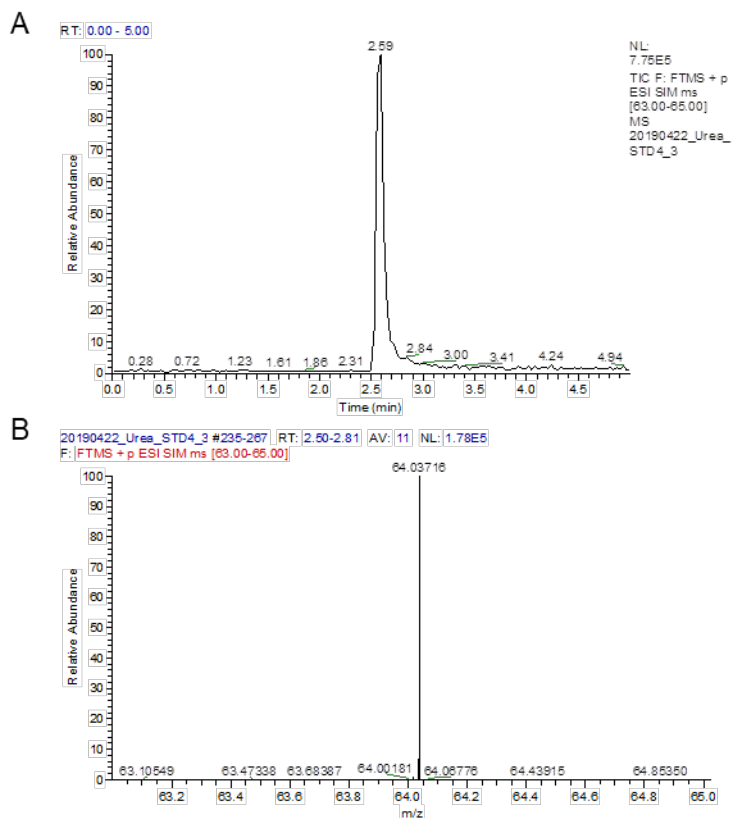 A
RT: 0.00 - 5.00
2.59
NL:
7.75E5
TIC F: FTMS + p
ESI SIM ms
[63.00-65.00]
MS
20190422_Urea_
STD4_3
100
90
80
70
60
50
40
30
20
10
0
Relative Abundance
0.28 0.72 1.23 1.61 1.86 2.31 2.84 3.00 3.41 4.24 4.94
0.0 0.5 1.0 1.5 2.0 2.5 3.0 3.5 4.0 4.5
Time (min)
B
20190422_Urea_STD4_3 #235-267 RT: 2.50-2.81 AV: 11 NL: 1.78E5
F: FTMS + p ESI SIM ms [63.00-65.00]
64.03716
100
90
80
70
60
50
40
30
20
10
0
Relative Abundance
63.10549 63.47338 63.68387 64.00181 64.06776 64.43915 64.85350
63.2 63.4 63.6 63.8 64.0 64.2 64.4 64.6 64.8 65.0
m/z